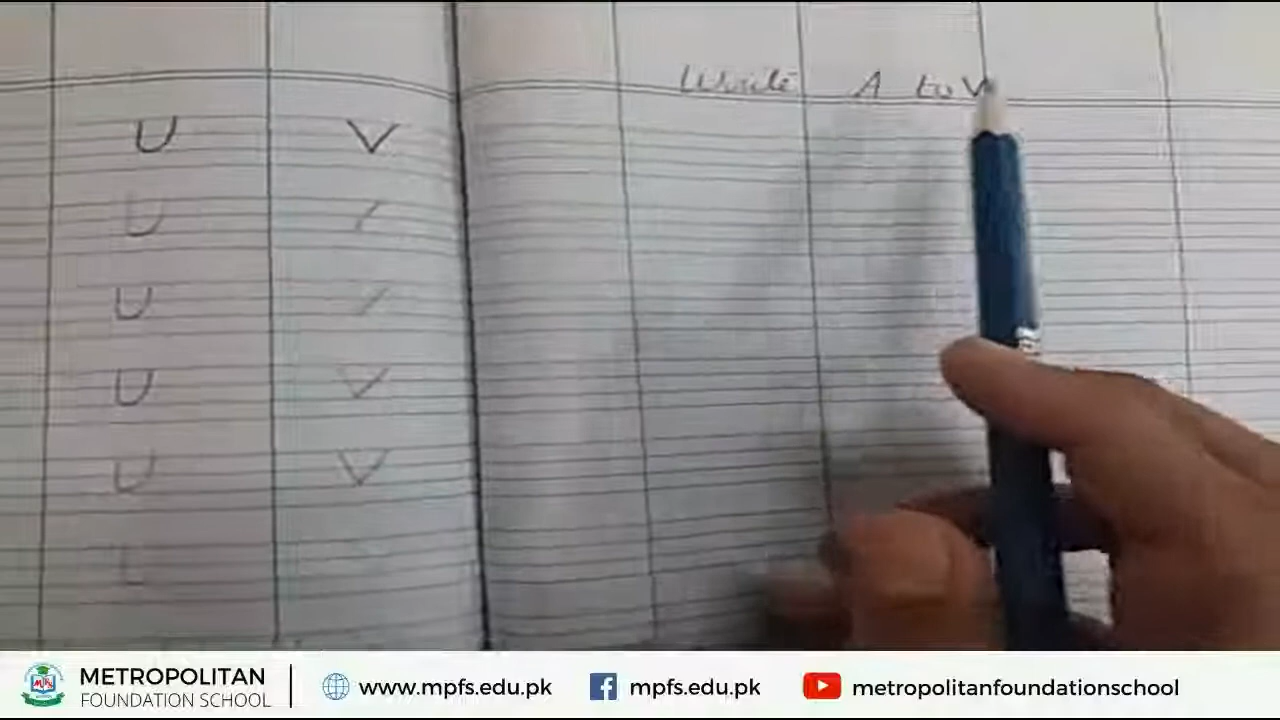 Write A to V
U V
U /
U /
U V
U V
L
METROPOLITAN
FOUNDATION SCHOOL
www.mpfs.edu.pk
mpfs.edu.pk
metropolitanfoundationschool